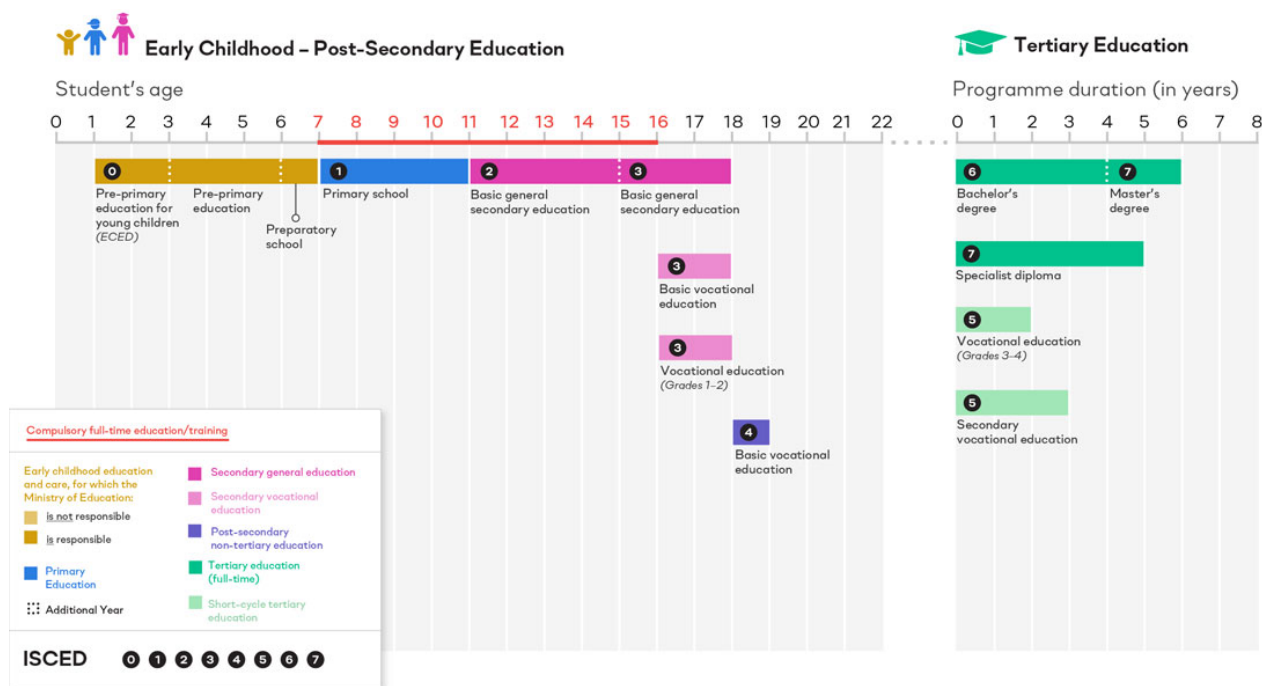 Early Childhood – Post-Secondary Education
Tertiary Education
Student's age
Programme duration (in years)
0 1 2 3 4 5 6 7 8 9 10 11 12 13 14 15 16 17 18 19 20 21 22
0 1 2 3 4 5 6 7 8
0
1
2
3
6
7
Pre-primary
education for
young children
(ECED)
Pre-primary
education
Preparatory
school
Primary school
Basic general
secondary education
Basic general
secondary education
Bachelor's
degree
Master's
degree
3
Basic vocational
education
7
Specialist diploma
3
Vocational education
(Grades 1–2)
5
Vocational education
(Grades 3–4)
4
Basic vocational
education
5
Secondary
vocational education
Compulsory full-time education/training
Early childhood education
and care, for which the
Ministry of Education:
is not responsible
is responsible
Primary
Education
Additional Year
Secondary general education
Secondary vocational
education
Post-secondary
non-tertiary education
Tertiary education
(full-time)
Short-cycle tertiary
education
ISCED 0 1 2 3 4 5 6 7